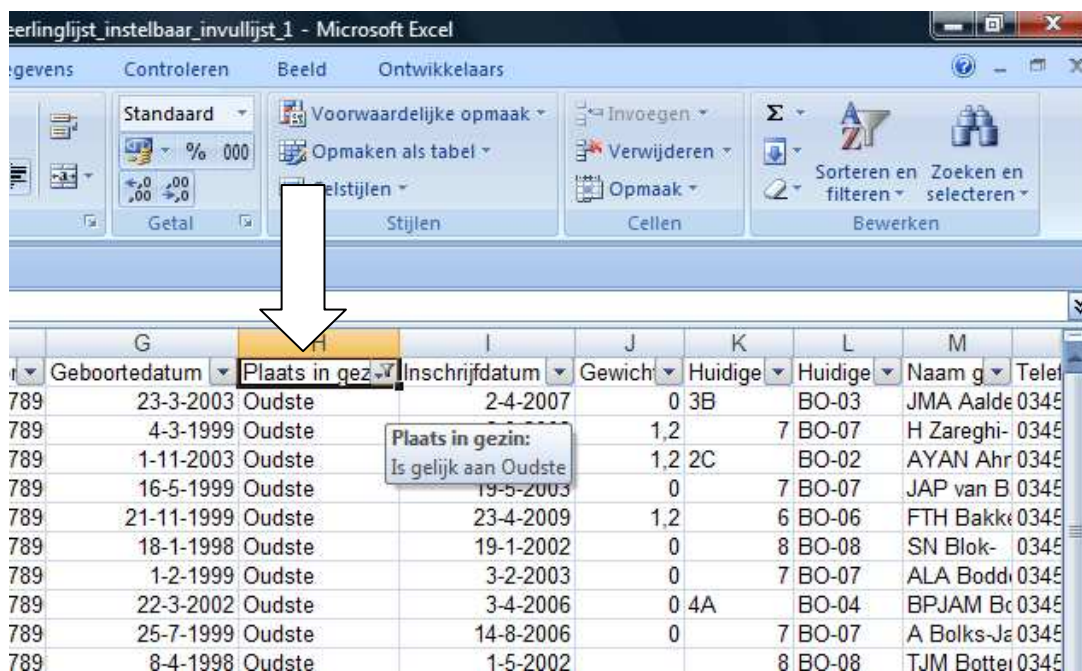 eerlinglijst_instelbaar_invullijst_1 - Microsoft Excel
egevens Controleren Beeld Ontwikkelaars
Standaard Voorwaardelijke opmaak Invoegen Σ
% 000 Opmaken als tabel Verwijderen
,0 ,00 ,00 ,0 Celstijlen Opmaak Sorteren en filteren Zoeken en selecteren
Getal Stijlen Cellen Bewerken
G H I J K L M
Geboortedatum Plaats in gez Inschrijfdatum Gewich Huidige Huidige Naam g Telef
789 23-3-2003 Oudste 2-4-2007 0 3B BO-03 JMA Aalde 0345
789 4-3-1999 Oudste 1,2 7 BO-07 H Zareghi- 0345
Plaats in gezin:
789 1-11-2003 Oudste 1,2 2C BO-02 AYAN Ahr 0345
Is gelijk aan Oudste
789 16-5-1999 Oudste 19-5-2003 0 7 BO-07 JAP van B 0345
789 21-11-1999 Oudste 23-4-2009 1,2 6 BO-06 FTH Bakke 0345
789 18-1-1998 Oudste 19-1-2002 0 8 BO-08 SN Blok- 0345
789 1-2-1999 Oudste 3-2-2003 0 7 BO-07 ALA Bodd 0345
789 22-3-2002 Oudste 3-4-2006 0 4A BO-04 BPJAM Bo 0345
789 25-7-1999 Oudste 14-8-2006 0 7 BO-07 A Bolks-Ja 0345
789 8-4-1998 Oudste 1-5-2002 8 BO-08 TJM Botte 0345